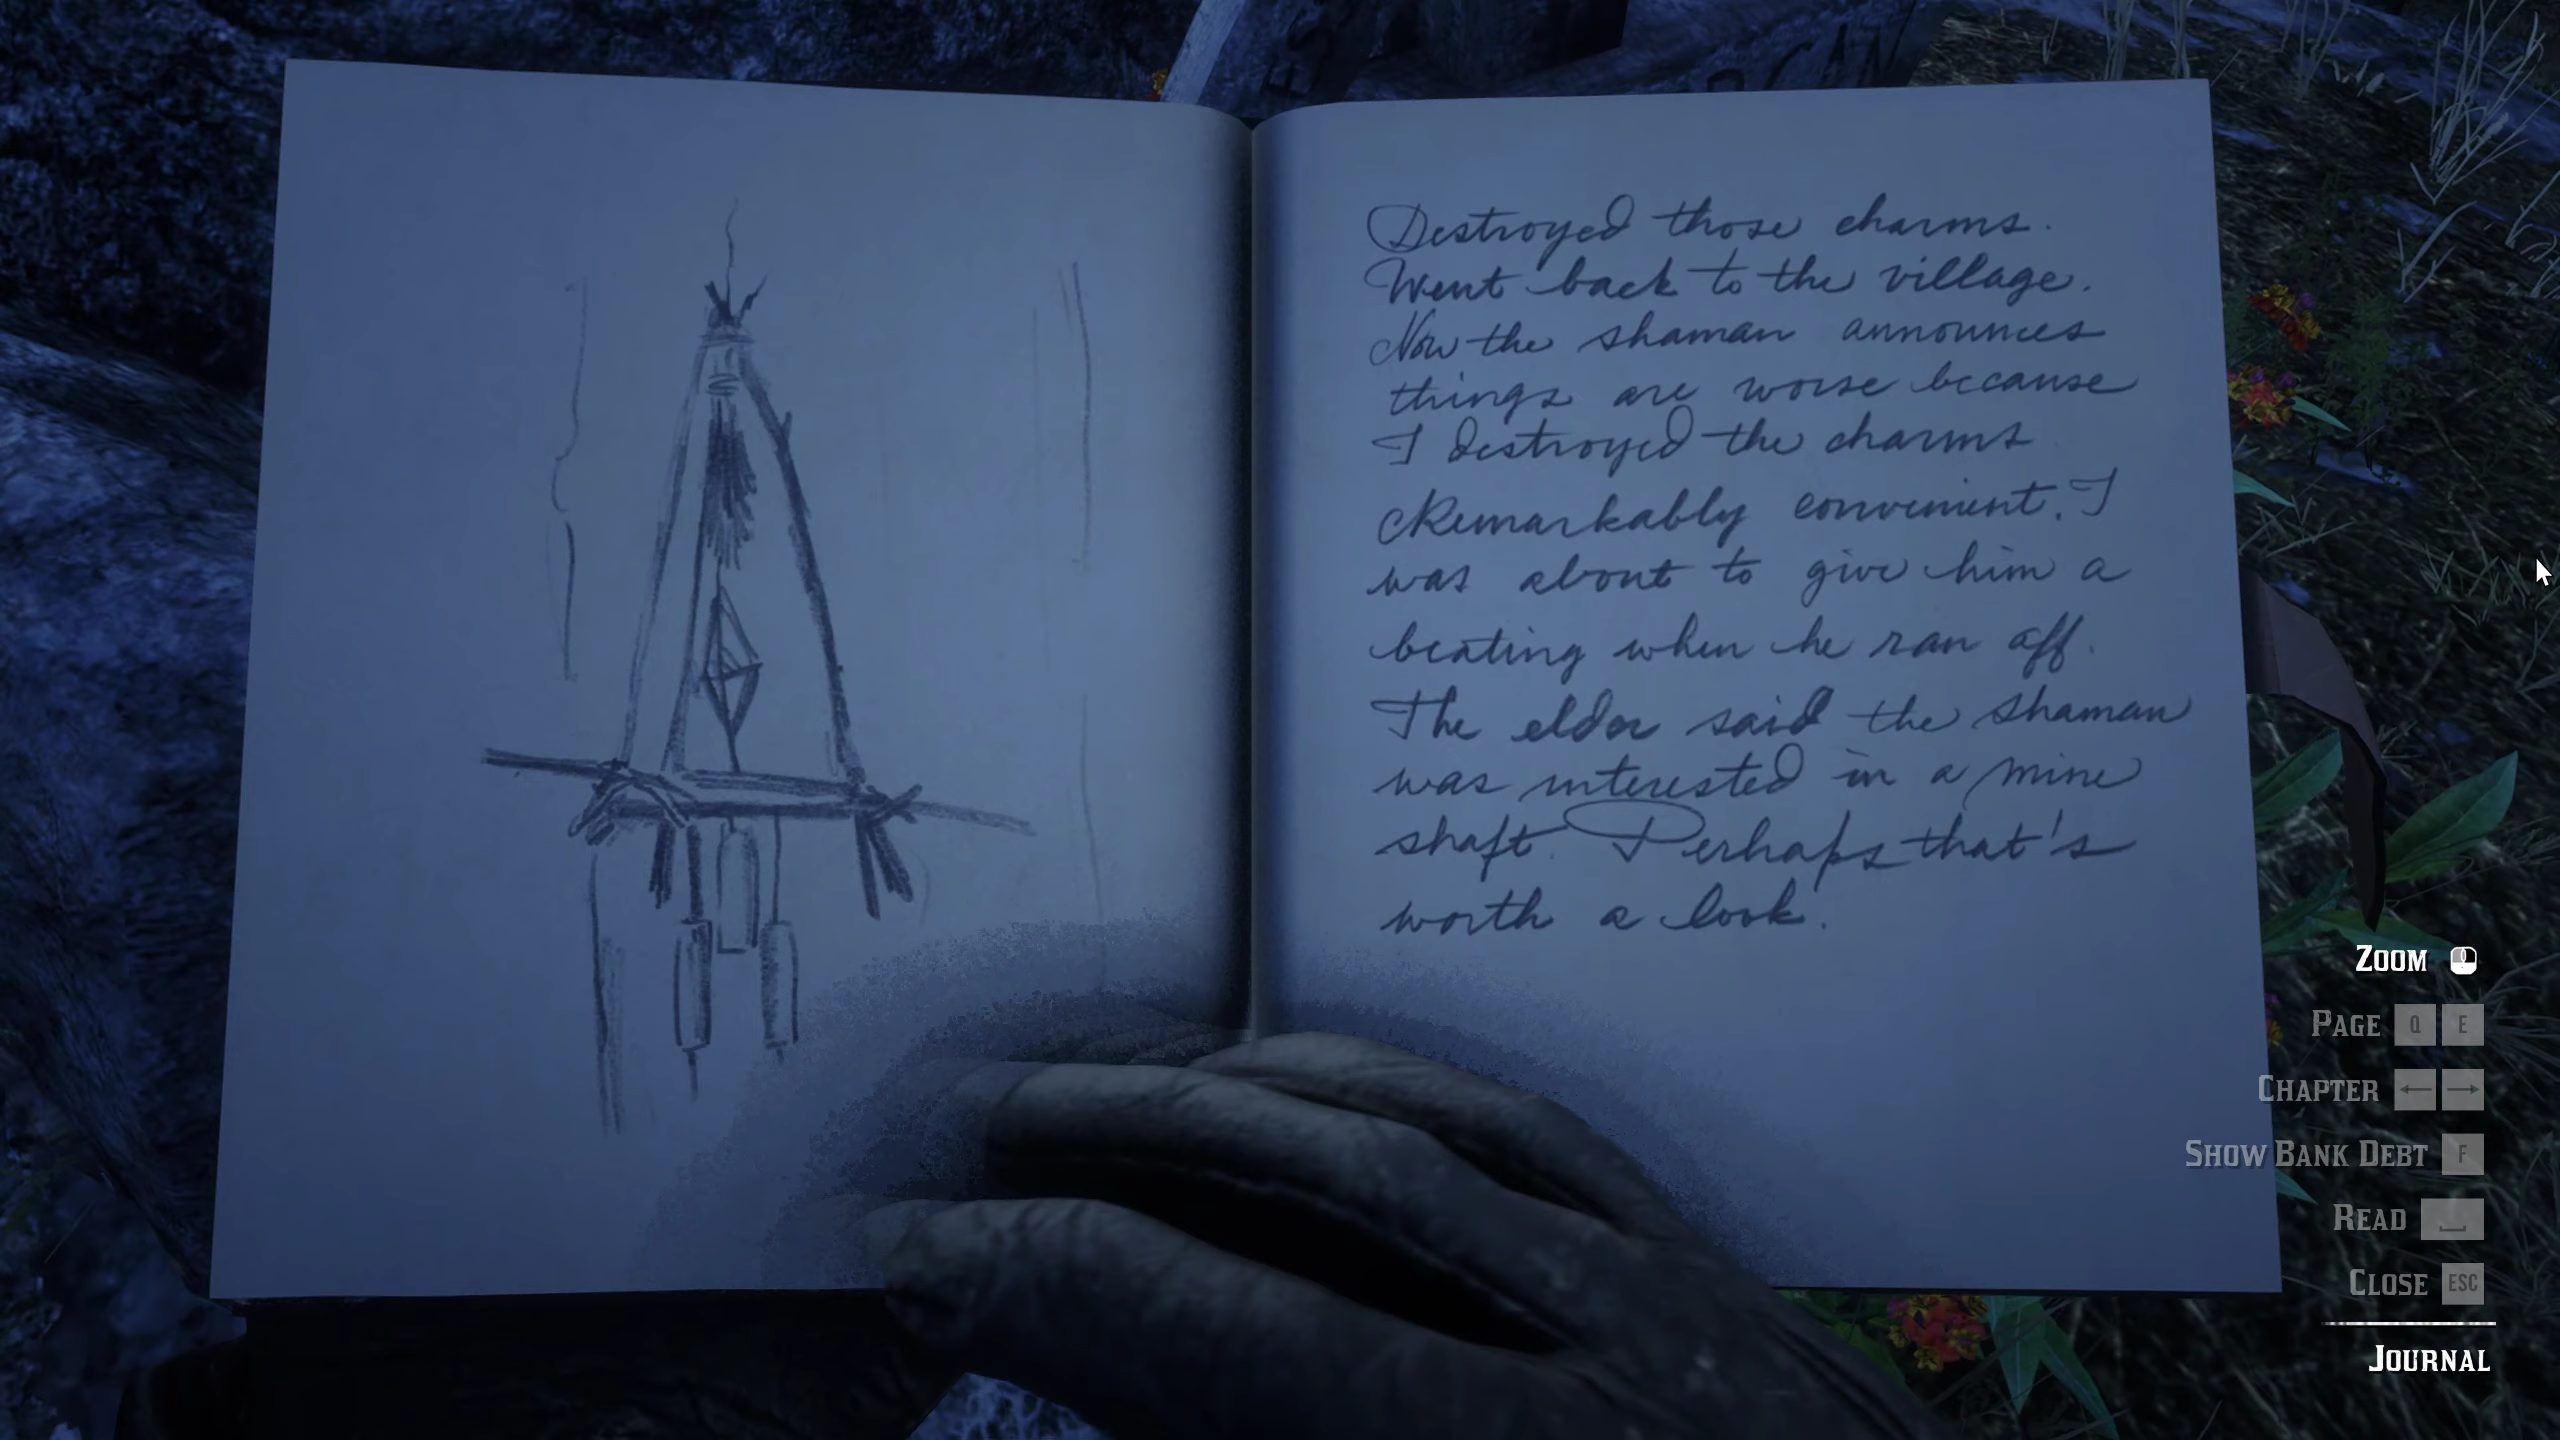 Destroyed those charms.
Went back to the village.
Now the shaman announces
things are worse because
I destroyed the charms
Remarkably convenient. I
was about to give him a
beating when he ran off.
The elder said the shaman
was interested in a mine
shaft. Perhaps that's
worth a look.
ZOOM
PAGE Q E
CHAPTER ← →
SHOW BANK DEBT F
READ
CLOSE ESC
JOURNAL